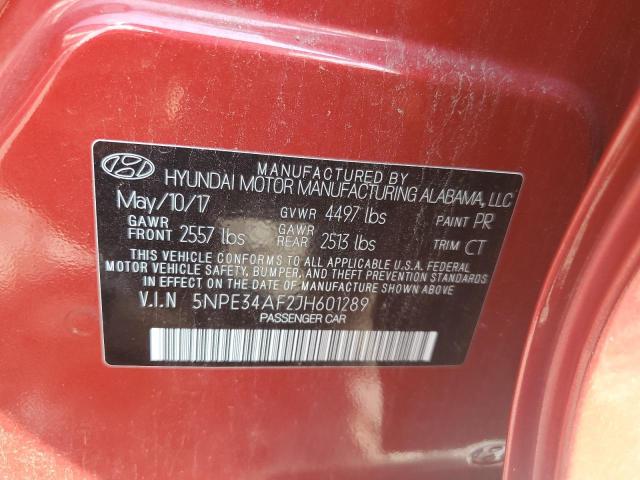 MANUFACTURED BY
HYUNDAI MOTOR MANUFACTURING ALABAMA, LLC
May/10/17 GVWR 4497 lbs PAINT PR
GAWR FRONT 2557 lbs GAWR REAR 2513 lbs TRIM CT
THIS VEHICLE CONFORMS TO ALL APPLICABLE U.S.A. FEDERAL
MOTOR VEHICLE SAFETY, BUMPER, AND THEFT PREVENTION STANDARDS
IN EFFECT ON THE DATE OF MANUFACTURE SHOWN ABOVE.
V.I.N 5NPE34AF2JH601289
PASSENGER CAR